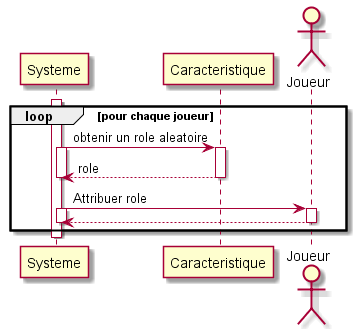 Systeme
Caracteristique
Joueur
loop
[pour chaque joueur]
obtenir un role aleatoire
role
Attribuer role
Systeme
Caracteristique
Joueur